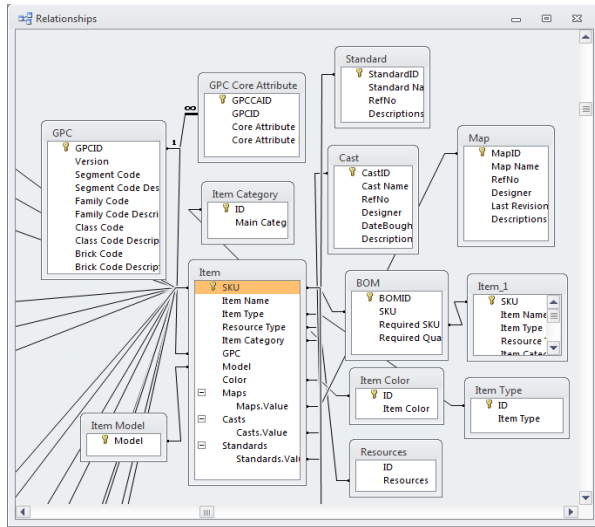 Relationships
Standard
StandardID
Standard Na
RefNo
Descriptions
GPC Core Attribute
GPCCAID
GPCID
Core Attribute
Core Attribute I
∞
1
GPC
GPCID
Version
Segment Code
Segment Code Des
Family Code
Family Code Descri
Class Code
Class Code Descrip
Brick Code
Brick Code Descript
Cast
CastID
Cast Name
RefNo
Designer
DateBough
Description
Map
MapID
Map Name
RefNo
Designer
Last Revision
Descriptions
Item Category
ID
Main Categ
Item
SKU
Item Name
Item Type
Resource Type
Item Category
GPC
Model
Color
Maps
Maps.Value
Casts
Casts.Value
Standards
Standards.Valu
BOM
BOMID
SKU
Required SKU
Required Qua
Item_1
SKU
Item Name
Item Type
Resource
Item Categ
Item Color
ID
Item Color
Item Type
ID
Item Type
Item Model
Model
Resources
ID
Resources